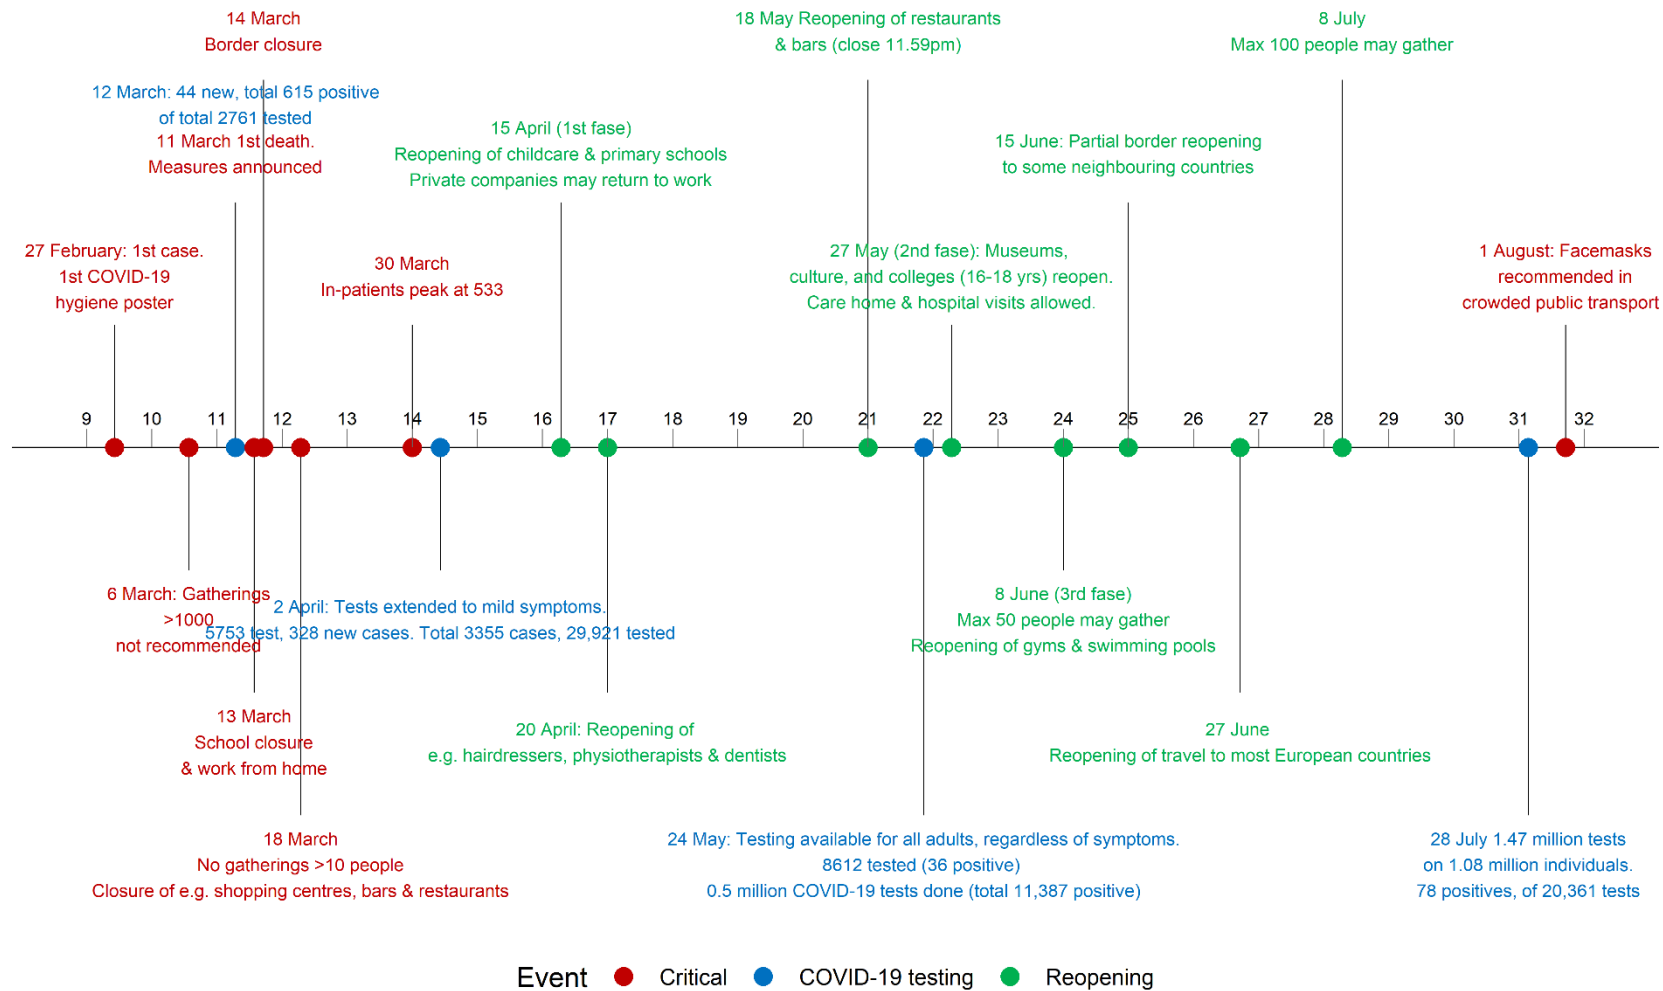 14 March
Border closure
18 May Reopening of restaurants
& bars (close 11.59pm)
8 July
Max 100 people may gather
12 March: 44 new, total 615 positive
of total 2761 tested
11 March 1st death.
Measures announced
15 April (1st fase)
Reopening of childcare & primary schools
Private companies may return to work
15 June: Partial border reopening
to some neighbouring countries
27 February: 1st case.
1st COVID-19
hygiene poster
30 March
In-patients peak at 533
27 May (2nd fase): Museums,
culture, and colleges (16-18 yrs) reopen.
Care home & hospital visits allowed.
1 August: Facemasks
recommended in
crowded public transport
9 10 11 12 13 14 15 16 17 18 19 20 21 22 23 24 25 26 27 28 29 30 31 32
6 March: Gatherings
>1000
not recommended
2 April: Tests extended to mild symptoms.
5753 test, 328 new cases. Total 3355 cases, 29,921 tested
8 June (3rd fase)
Max 50 people may gather
Reopening of gyms & swimming pools
13 March
School closure
& work from home
20 April: Reopening of
e.g. hairdressers, physiotherapists & dentists
27 June
Reopening of travel to most European countries
18 March
No gatherings >10 people
Closure of e.g. shopping centres, bars & restaurants
24 May: Testing available for all adults, regardless of symptoms.
8612 tested (36 positive)
0.5 million COVID-19 tests done (total 11,387 positive)
28 July 1.47 million tests
on 1.08 million individuals.
78 positives, of 20,361 tests
Event Critical COVID-19 testing Reopening